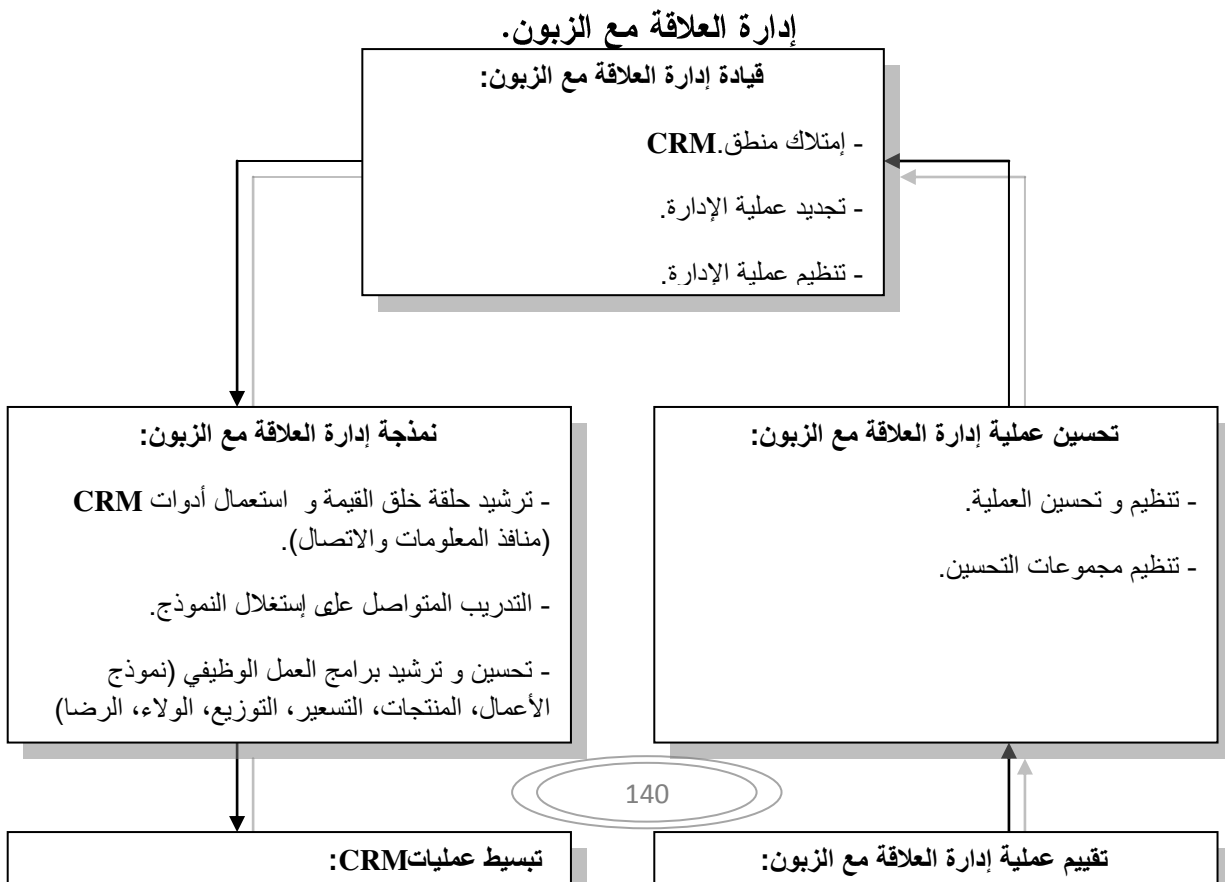 إدارة العلاقة مع الزبون.
قيادة إدارة العلاقة مع الزبون:
- إمتلاك منطق.CRM
- تجديد عملية الإدارة.
- تنظيم عملية الإدارة.
نمذجة إدارة العلاقة مع الزبون:
- ترشيد حلقة خلق القيمة و استعمال أدوات CRM
(منافذ المعلومات والاتصال).
- التدريب المتواصل على إستغلال النموذج.
- تحسين و ترشيد برامج العمل الوظيفي (نموذج
الأعمال، المنتجات، التسعير، التوزيع، الولاء، الرضا)
تحسين عملية إدارة العلاقة مع الزبون:
- تنظيم و تحسين العملية.
- تنظيم مجموعات التحسين.
140
تبسيط عملياتCRM:
تقييم عملية إدارة العلاقة مع الزبون: